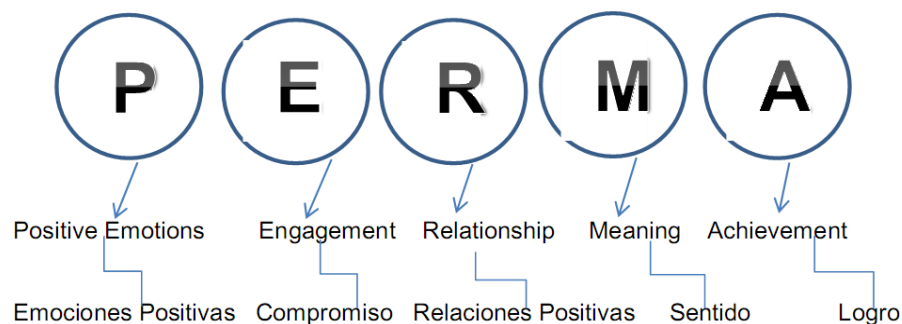 P E R M A
Positive Emotions Engagement Relationship Meaning Achievement
Emociones Positivas Compromiso Relaciones Positivas Sentido Logro